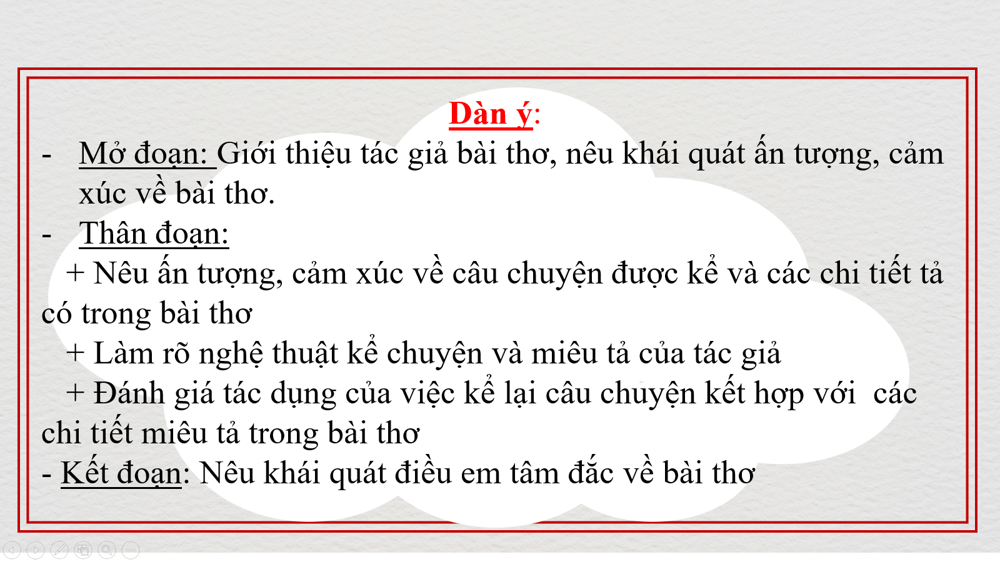 Dàn ý:
- Mở đoạn: Giới thiệu tác giả bài thơ, nêu khái quát ấn tượng, cảm
xúc về bài thơ.
- Thân đoạn:
+ Nêu ấn tượng, cảm xúc về câu chuyện được kể và các chi tiết tả
có trong bài thơ
+ Làm rõ nghệ thuật kể chuyện và miêu tả của tác giả
+ Đánh giá tác dụng của việc kể lại câu chuyện kết hợp với  các
chi tiết miêu tả trong bài thơ
- Kết đoạn: Nêu khái quát điều em tâm đắc về bài thơ